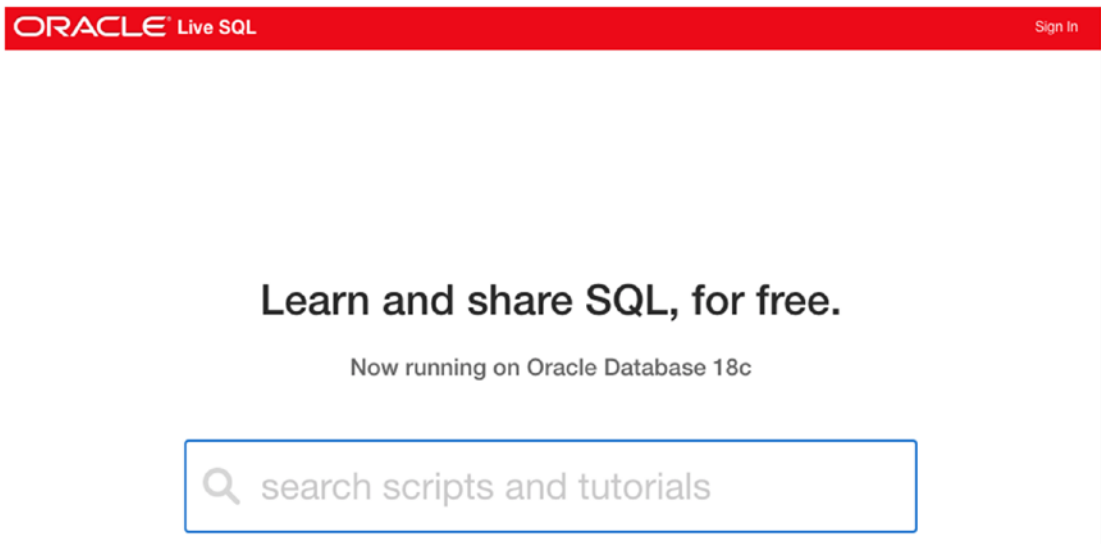 ORACLE® Live SQL
Sign In
Learn and share SQL, for free.
Now running on Oracle Database 18c
search scripts and tutorials